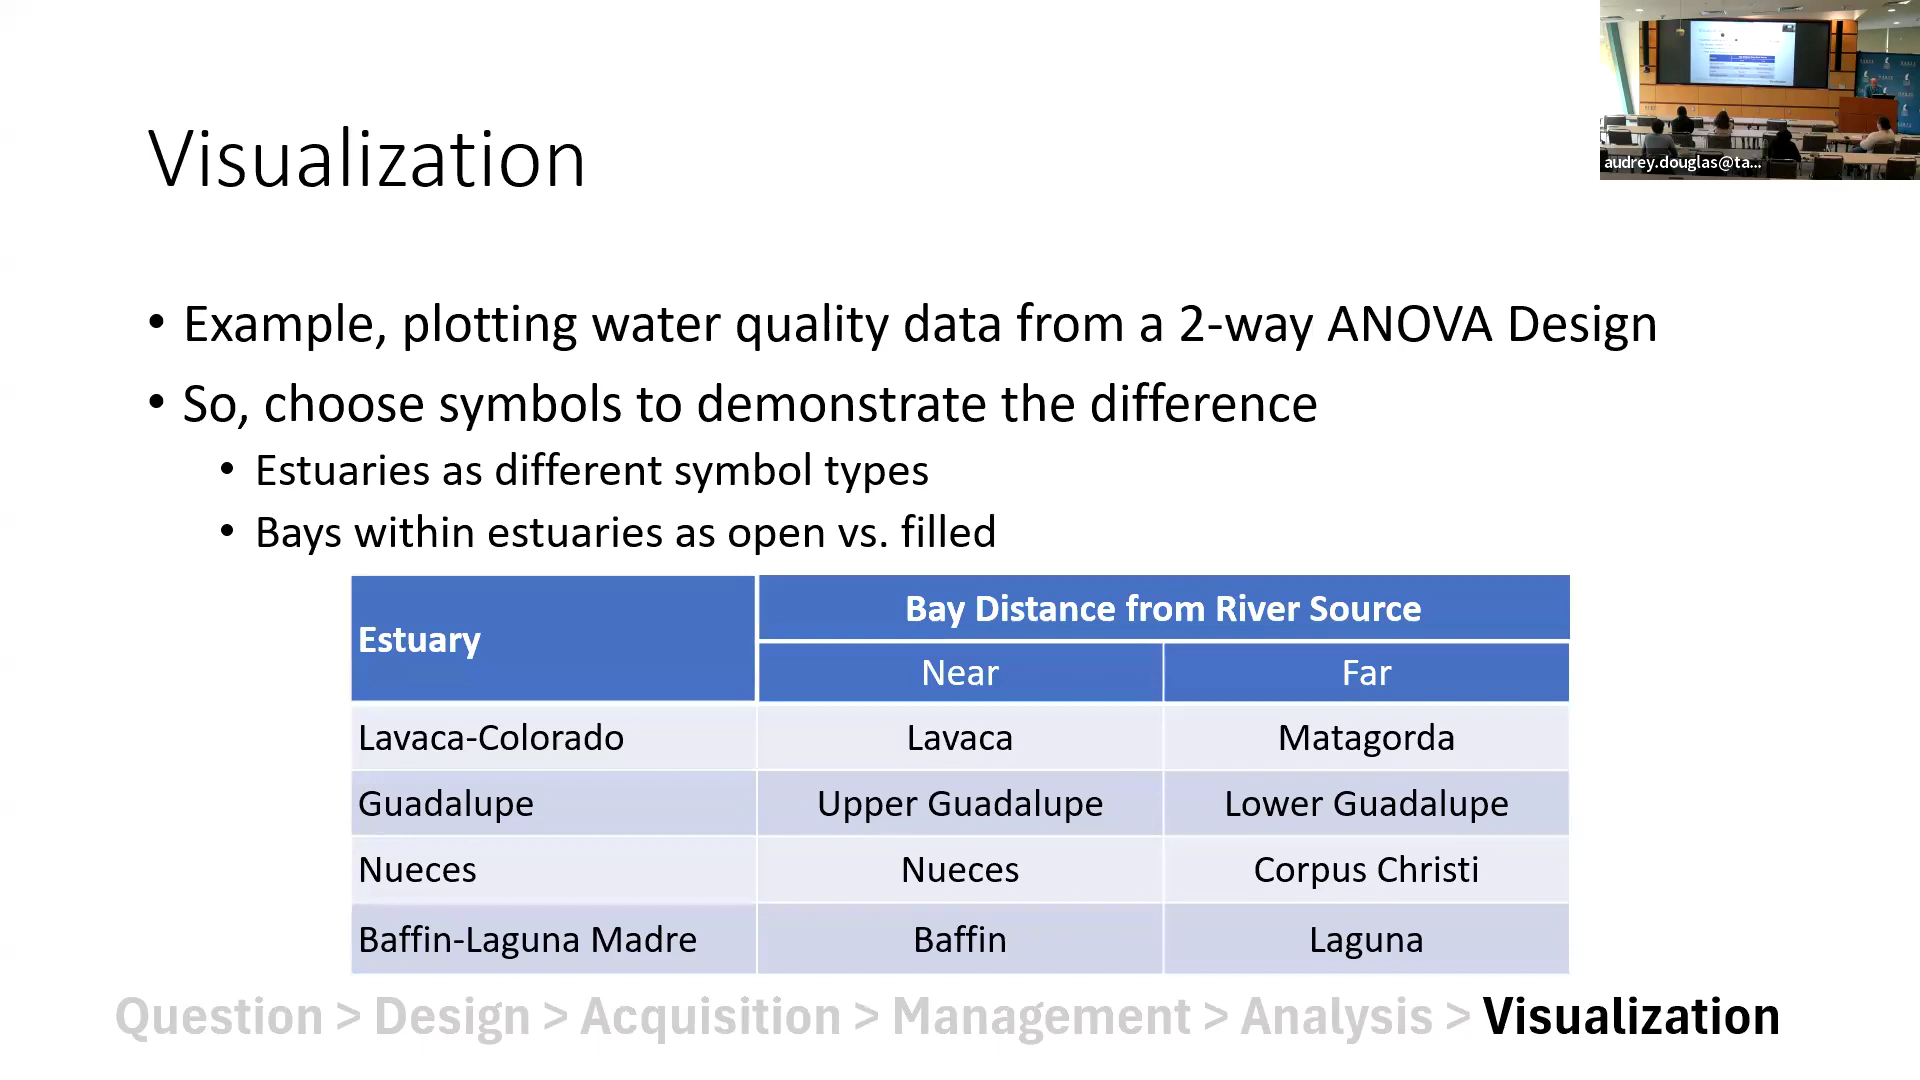 audrey.douglas@ta...
Visualization
• Example, plotting water quality data from a 2-way ANOVA Design
• So, choose symbols to demonstrate the difference
• Estuaries as different symbol types
• Bays within estuaries as open vs. filled
Estuary
Bay Distance from River Source
Near Far
Lavaca-Colorado Lavaca Matagorda
Guadalupe Upper Guadalupe Lower Guadalupe
Nueces Nueces Corpus Christi
Baffin-Laguna Madre Baffin Laguna
Question > Design > Acquisition > Management > Analysis > Visualization